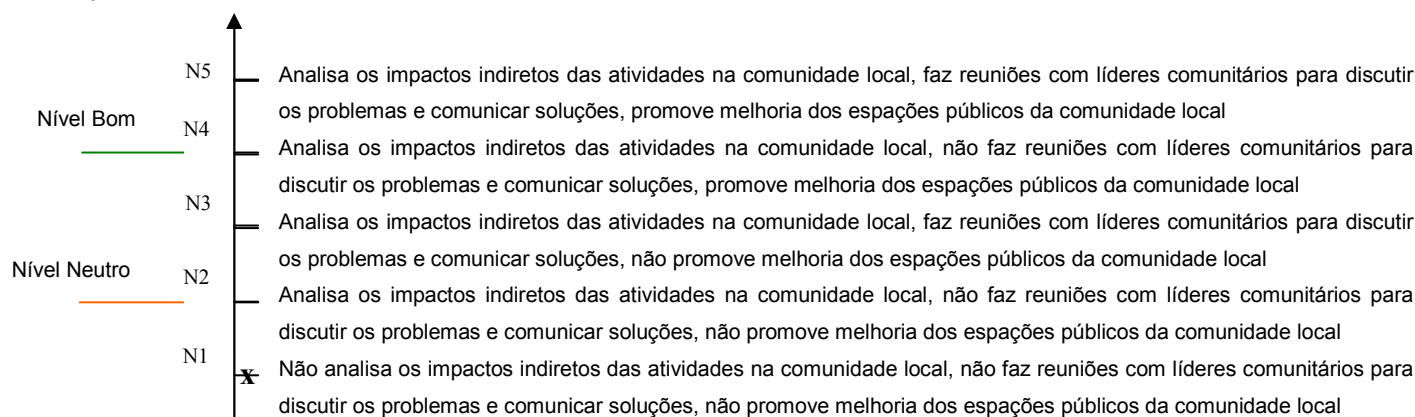 N5
Analisa os impactos indiretos das atividades na comunidade local, faz reuniões com líderes comunitários para discutir
os problemas e comunicar soluções, promove melhoria dos espações públicos da comunidade local
Nível Bom
N4
Analisa os impactos indiretos das atividades na comunidade local, não faz reuniões com líderes comunitários para
discutir os problemas e comunicar soluções, promove melhoria dos espações públicos da comunidade local
N3
Analisa os impactos indiretos das atividades na comunidade local, faz reuniões com líderes comunitários para discutir
os problemas e comunicar soluções, não promove melhoria dos espações públicos da comunidade local
Nível Neutro
N2
Analisa os impactos indiretos das atividades na comunidade local, não faz reuniões com líderes comunitários para
discutir os problemas e comunicar soluções, não promove melhoria dos espações públicos da comunidade local
N1
x
Não analisa os impactos indiretos das atividades na comunidade local, não faz reuniões com líderes comunitários para
discutir os problemas e comunicar soluções, não promove melhoria dos espações públicos da comunidade local